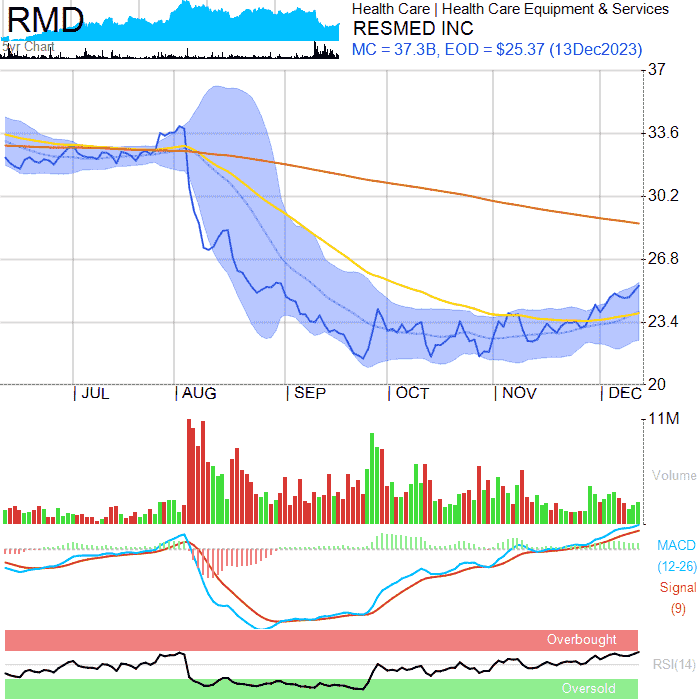 RMD
5yr Chart
Health Care | Health Care Equipment & Services
RESMED INC
MC = 37.3B, EOD = $25.37 (13Dec2023)
37
33.6
30.2
26.8
23.4
20
| JUL | AUG | SEP | OCT | NOV | DEC
11M
Volume
MACD
(12-26)
Signal
(9)
Overbought
RSI(14)
Oversold